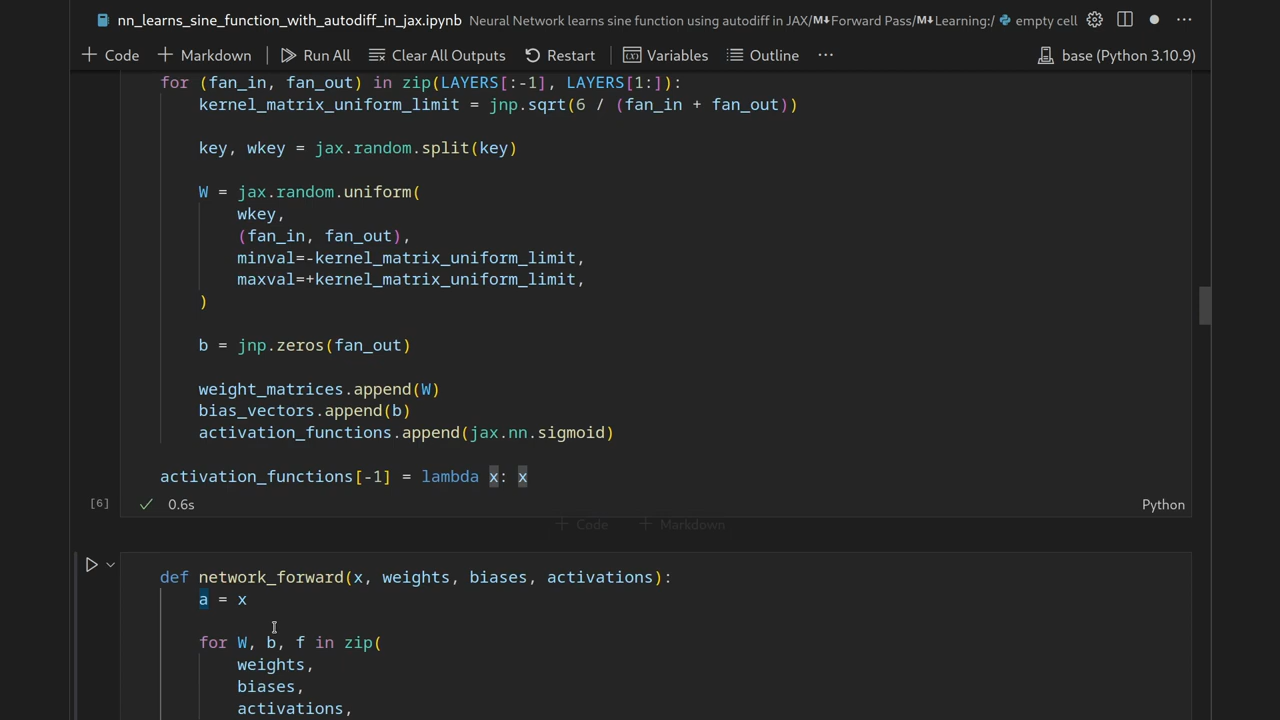 nn_learns_sine_function_with_autodiff_in_jax.ipynb Neural Network learns sine function using autodiff in JAX/M↓Forward Pass/M↓Learning:/ empty cell ···
+ Code + Markdown Run All Clear All Outputs Restart Variables Outline ··· base (Python 3.10.9)
for (fan_in, fan_out) in zip(LAYERS[:-1], LAYERS[1:]):
    kernel_matrix_uniform_limit = jnp.sqrt(6 / (fan_in + fan_out))
    key, wkey = jax.random.split(key)
    W = jax.random.uniform(
        wkey,
        (fan_in, fan_out),
        minval=-kernel_matrix_uniform_limit,
        maxval=+kernel_matrix_uniform_limit,
    )
    b = jnp.zeros(fan_out)
    weight_matrices.append(W)
    bias_vectors.append(b)
    activation_functions.append(jax.nn.sigmoid)
activation_functions[-1] = lambda x: x
[6] ✓ 0.6s Python
+ Code + Markdown
def network_forward(x, weights, biases, activations):
    a = x
    for W, b, f in zip(
        weights,
        biases,
        activations,